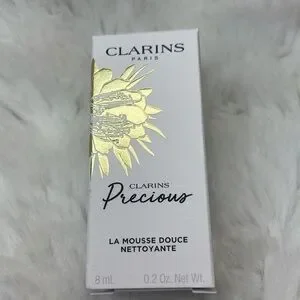 CLARINS
PARIS
CLARINS
Precious
LA MOUSSE DOUCE
NETTOYANTE
8 ml. 0.2 Oz. Net Wt.